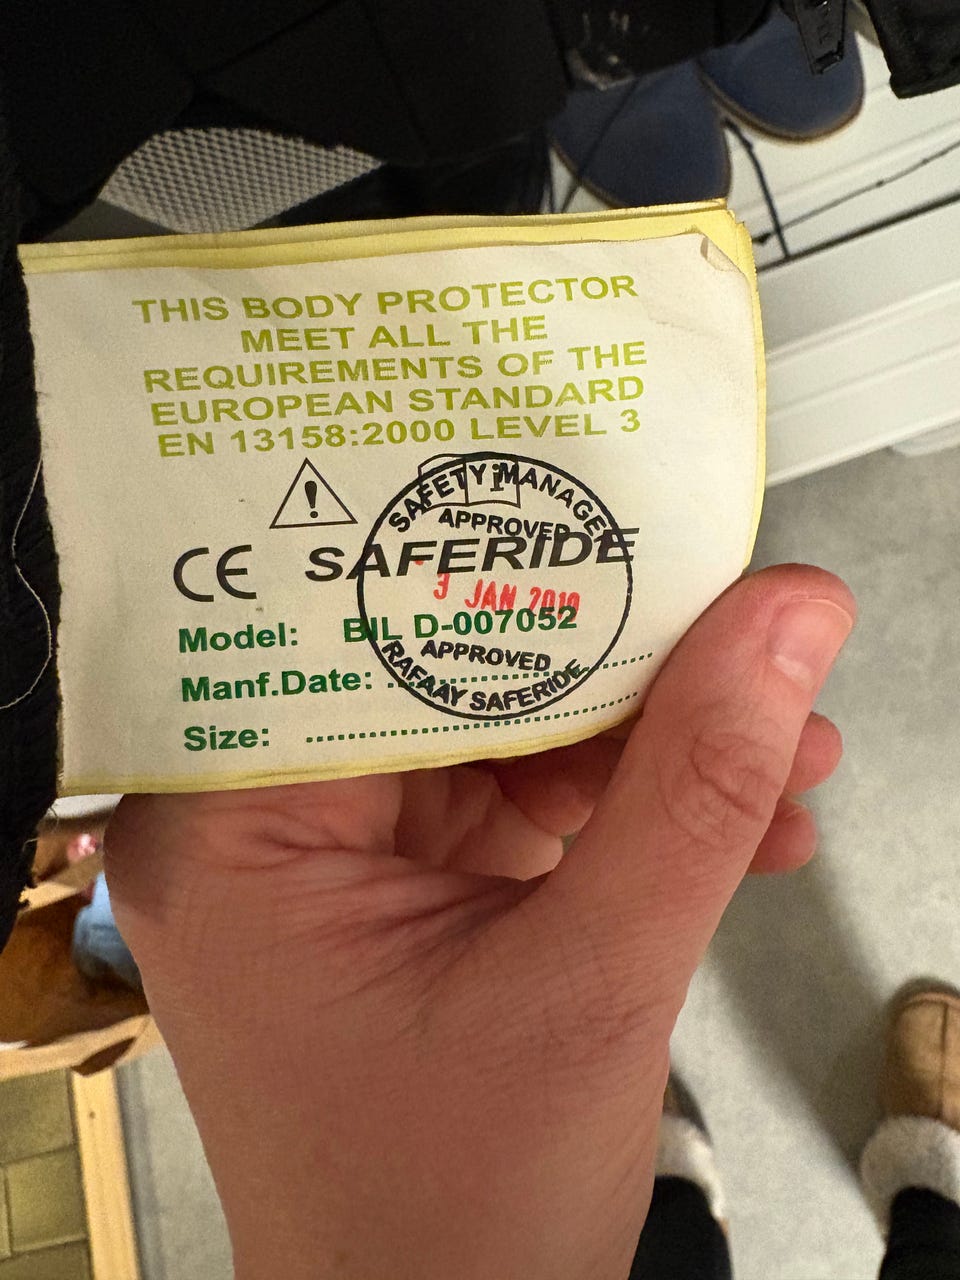 THIS BODY PROTECTOR
MEET ALL THE
REQUIREMENTS OF THE
EUROPEAN STANDARD
EN 13158:2000 LEVEL 3
SAFETY MANAGER
APPROVED
CE SAFERIDE
3 JAN
Model: BIL D-007052
APPROVED
Manf.Date:
RAFAAY SAFERIDE
Size: